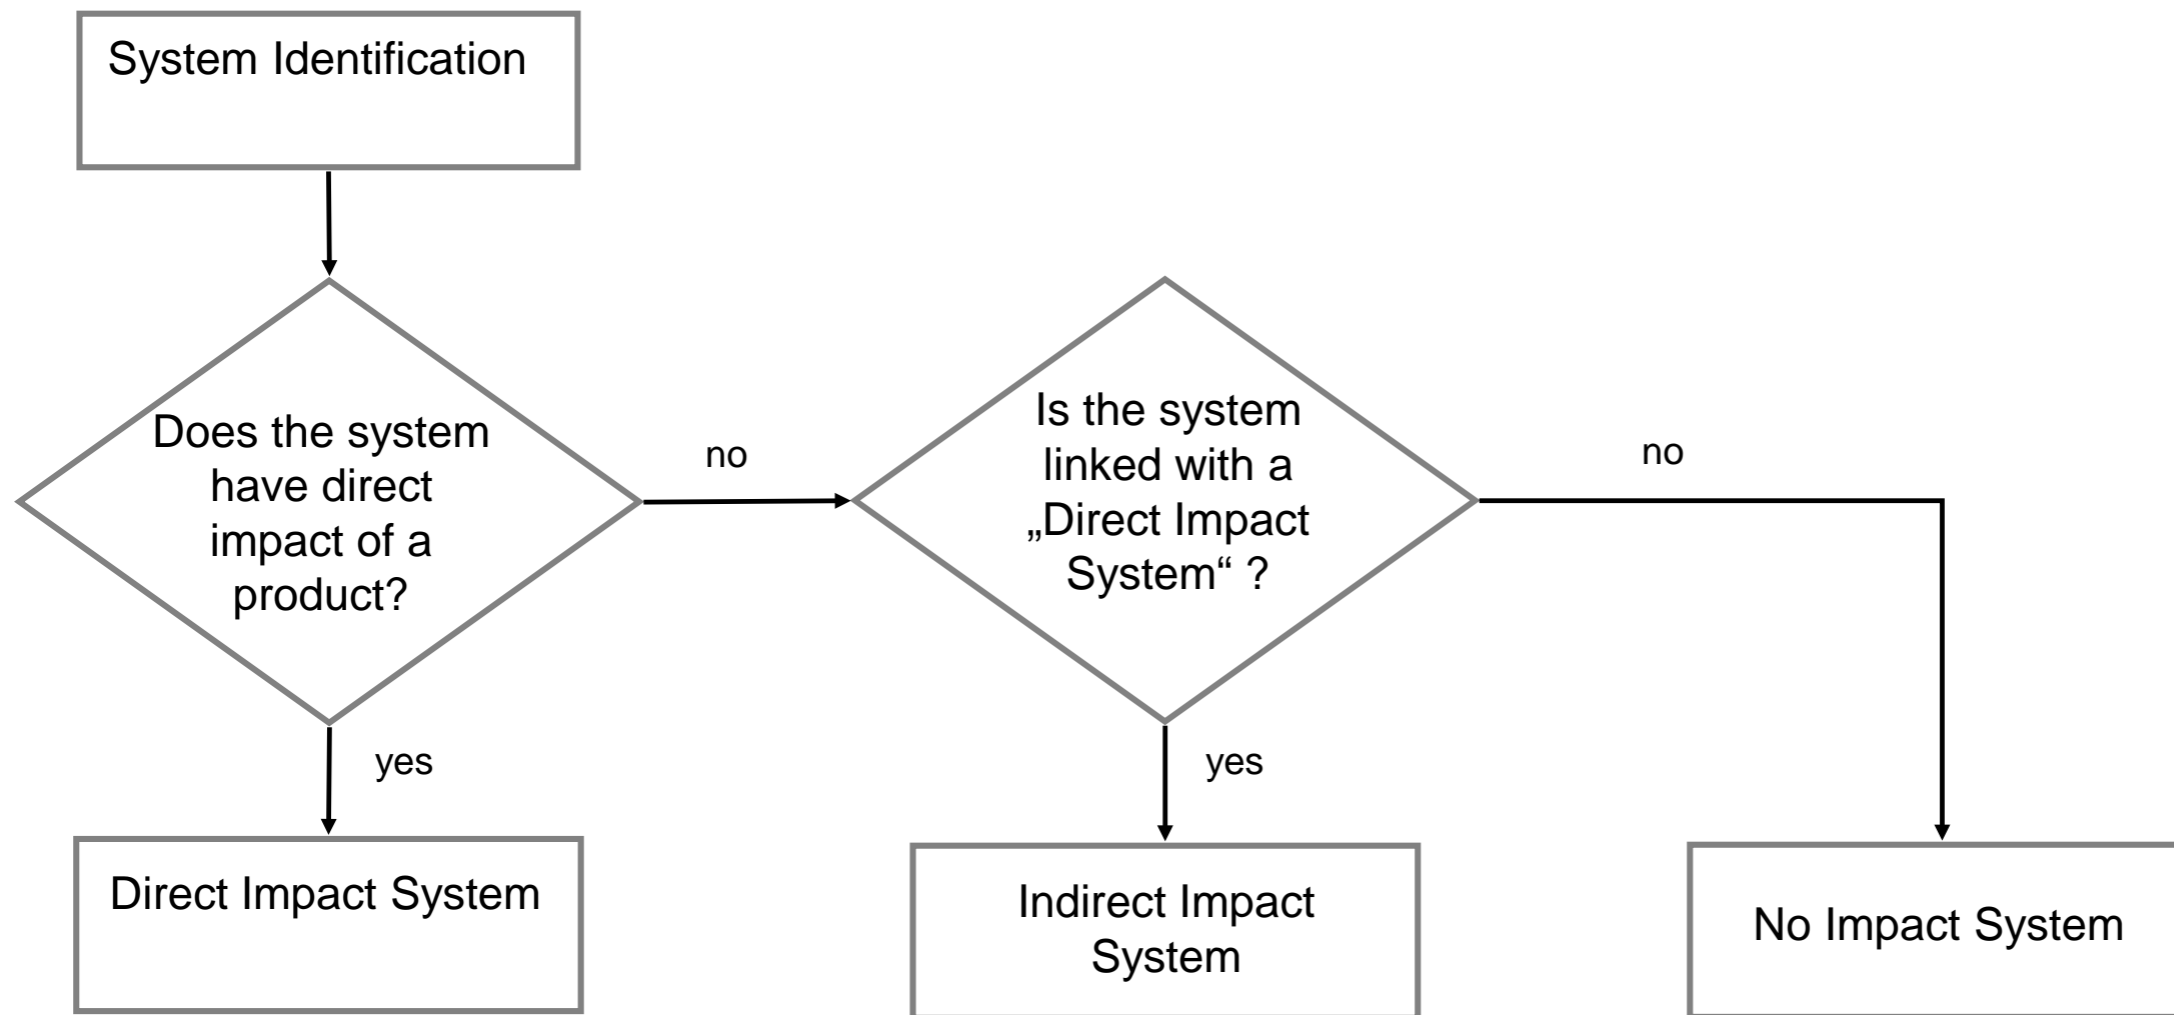 System Identification
Does the system
have direct
impact of a
product?
no
Is the system
linked with a
„Direct Impact
System“ ?
no
yes
yes
Direct Impact System
Indirect Impact
System
No Impact System